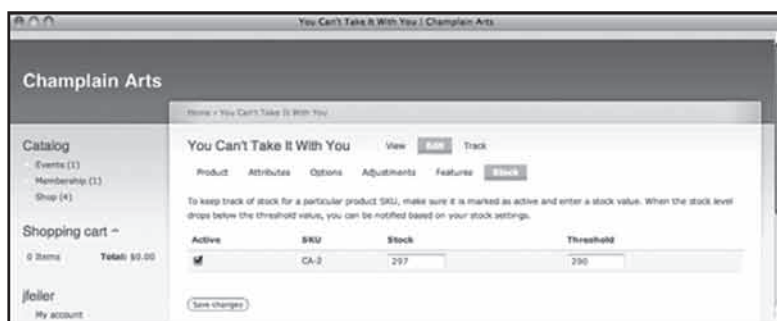 You Can't Take It With You | Champlain Arts
Champlain Arts
Home » You Can't Take It With You
Catalog
Events (1)
Membership (1)
Shop (4)
Shopping cart
0 Items Total: $0.00
jfeiler
My account
You Can't Take It With You View Edit Track
Product Attributes Options Adjustments Features Stock
To keep track of stock for a particular product SKU, make sure it is marked as active and enter a stock value. When the stock level
drops below the threshold value, you can be notified based on your stock settings.
Active SKU Stock Threshold
CA-2 297 290
Save changes